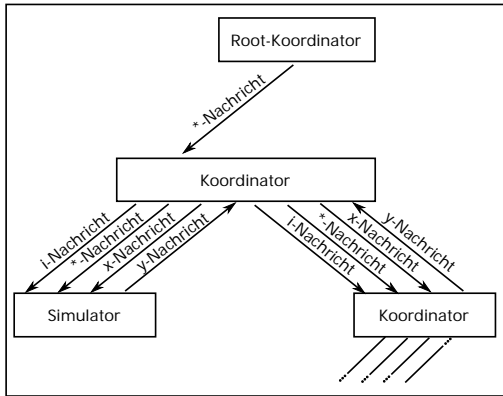 Root-Koordinator
*-Nachricht
Koordinator
i-Nachricht
*-Nachricht
x-Nachricht
y-Nachricht
i-Nachricht
*-Nachricht
x-Nachricht
y-Nachricht
Simulator
Koordinator